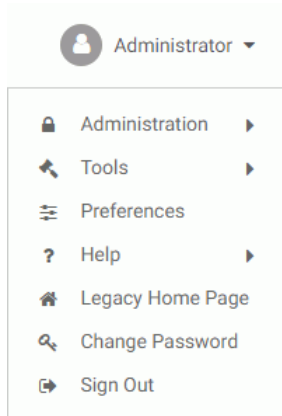 Administrator
Administration
Tools
Preferences
Help
Legacy Home Page
Change Password
Sign Out